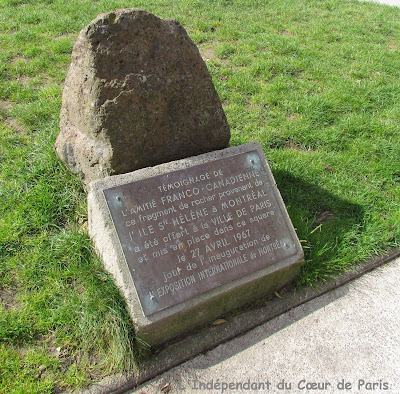 TÉMOIGNAGE DE
L'AMITIÉ FRANCO-CANADIENNE
ce fragment de rocher provenant de
l'ILE Ste HÉLÈNE à MONTRÉAL
a été offert à la VILLE DE PARIS
et mis en place dans ce square
le 27 AVRIL 1967
jour de l'inauguration de
l'EXPOSITION INTERNATIONALE DE MONTRÉAL
Indépendant du Cœur de Paris